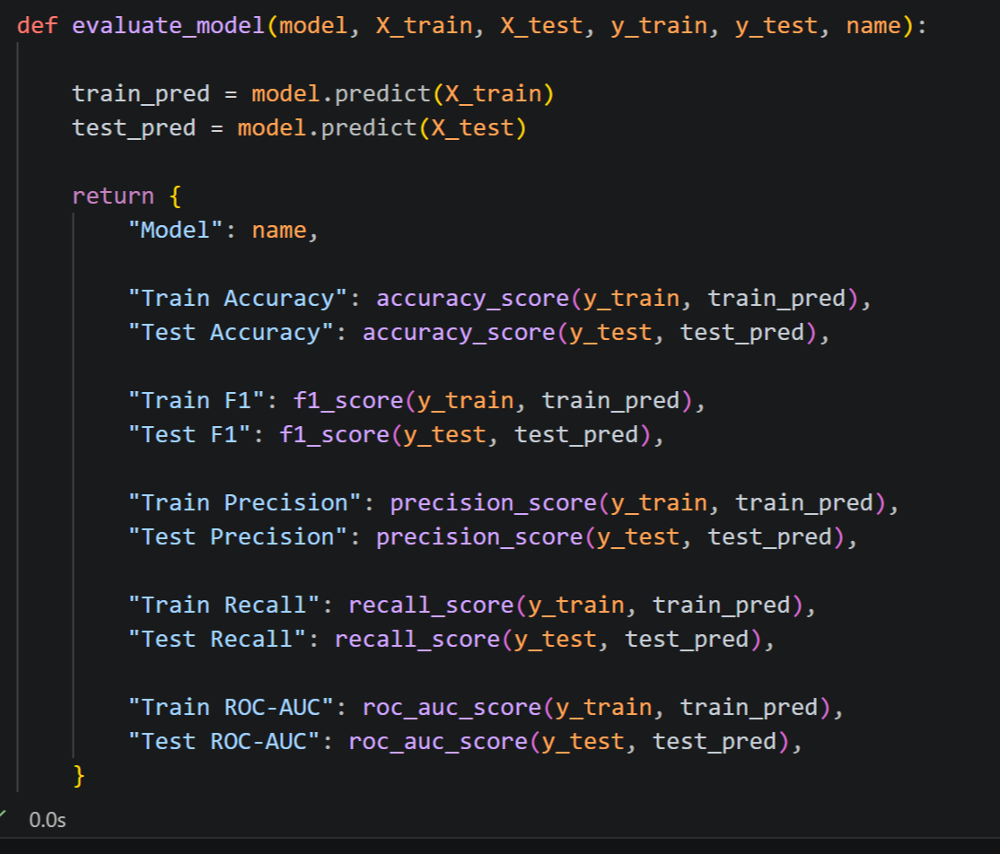 def evaluate_model(model, X_train, X_test, y_train, y_test, name):
train_pred = model.predict(X_train)
test_pred = model.predict(X_test)
return {
"Model": name,
"Train Accuracy": accuracy_score(y_train, train_pred),
"Test Accuracy": accuracy_score(y_test, test_pred),
"Train F1": f1_score(y_train, train_pred),
"Test F1": f1_score(y_test, test_pred),
"Train Precision": precision_score(y_train, train_pred),
"Test Precision": precision_score(y_test, test_pred),
"Train Recall": recall_score(y_train, train_pred),
"Test Recall": recall_score(y_test, test_pred),
"Train ROC-AUC": roc_auc_score(y_train, train_pred),
"Test ROC-AUC": roc_auc_score(y_test, test_pred),
}
0.0s